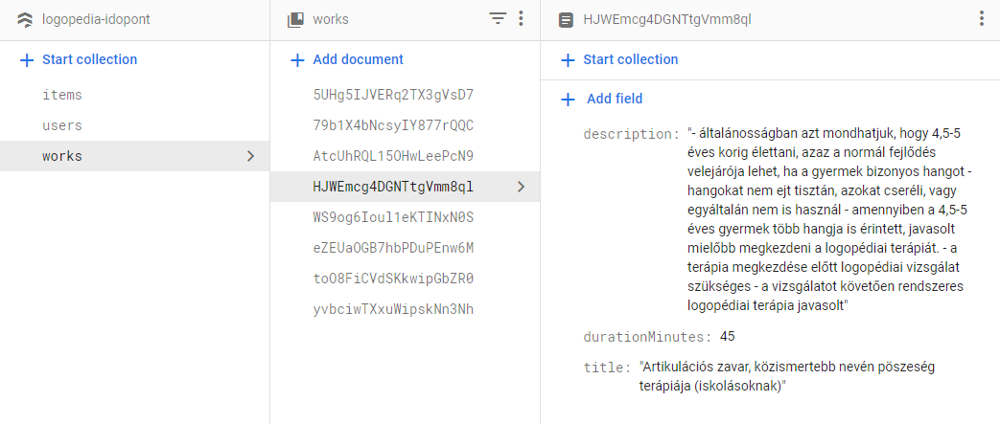 logopedia-idopont
Start collection
items
users
works
works
Add document
5UHg5IJVERq2TX3gVsD7
79b1X4bNcsyIY877rQQC
AtcUhRQL15OHwLeePcN9
HJWEmcg4DGNTtgVmm8ql
WS9og6Ioul1eKTINxN0S
eZEUaOGB7hbPDuPEnw6M
toO8FiCVdSKkwipGbZR0
yvbciwTXxuWipskNn3Nh
HJWEmcg4DGNTtgVmm8ql
Start collection
Add field
description: "- általánosságban azt mondhatjuk, hogy 4,5-5
éves korig élettani, azaz a normál fejlődés
velejárója lehet, ha a gyermek bizonyos hangot -
hangokat nem ejt tisztán, azokat cseréli, vagy
egyáltalán nem is használ - amennyiben a 4,5-5
éves gyermek több hangja is érintett, javasolt
mielőbb megkezdeni a logopédiai terápiát. - a
terápia megkezdése előtt logopédiai vizsgálat
szükséges - a vizsgálatot követően rendszeres
logopédiai terápia javasolt"
durationMinutes: 45
title: "Artikulációs zavar, közismertebb nevén pöszeség
terápiája (iskolásoknak)"